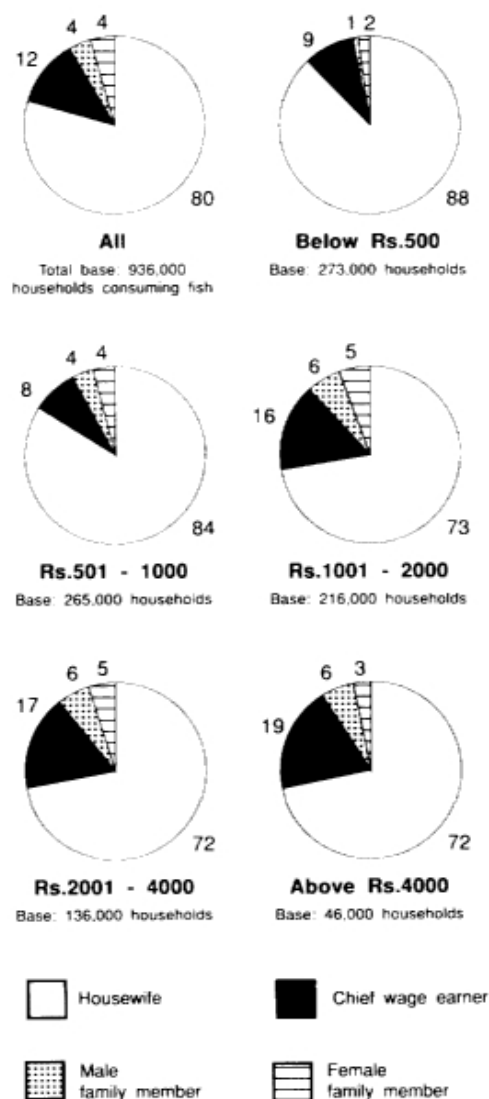 4 4
12
80
All
Total base: 936,000
households consuming fish
1 2
9
88
Below Rs.500
Base: 273,000 households
4 4
8
84
Rs.501 - 1000
Base: 265,000 households
6 5
16
73
Rs.1001 - 2000
Base: 216,000 households
6 5
17
72
Rs.2001 - 4000
Base: 136,000 households
6 3
19
72
Above Rs.4000
Base: 46,000 households
Housewife
Chief wage earner
Male
family member
Female
family member